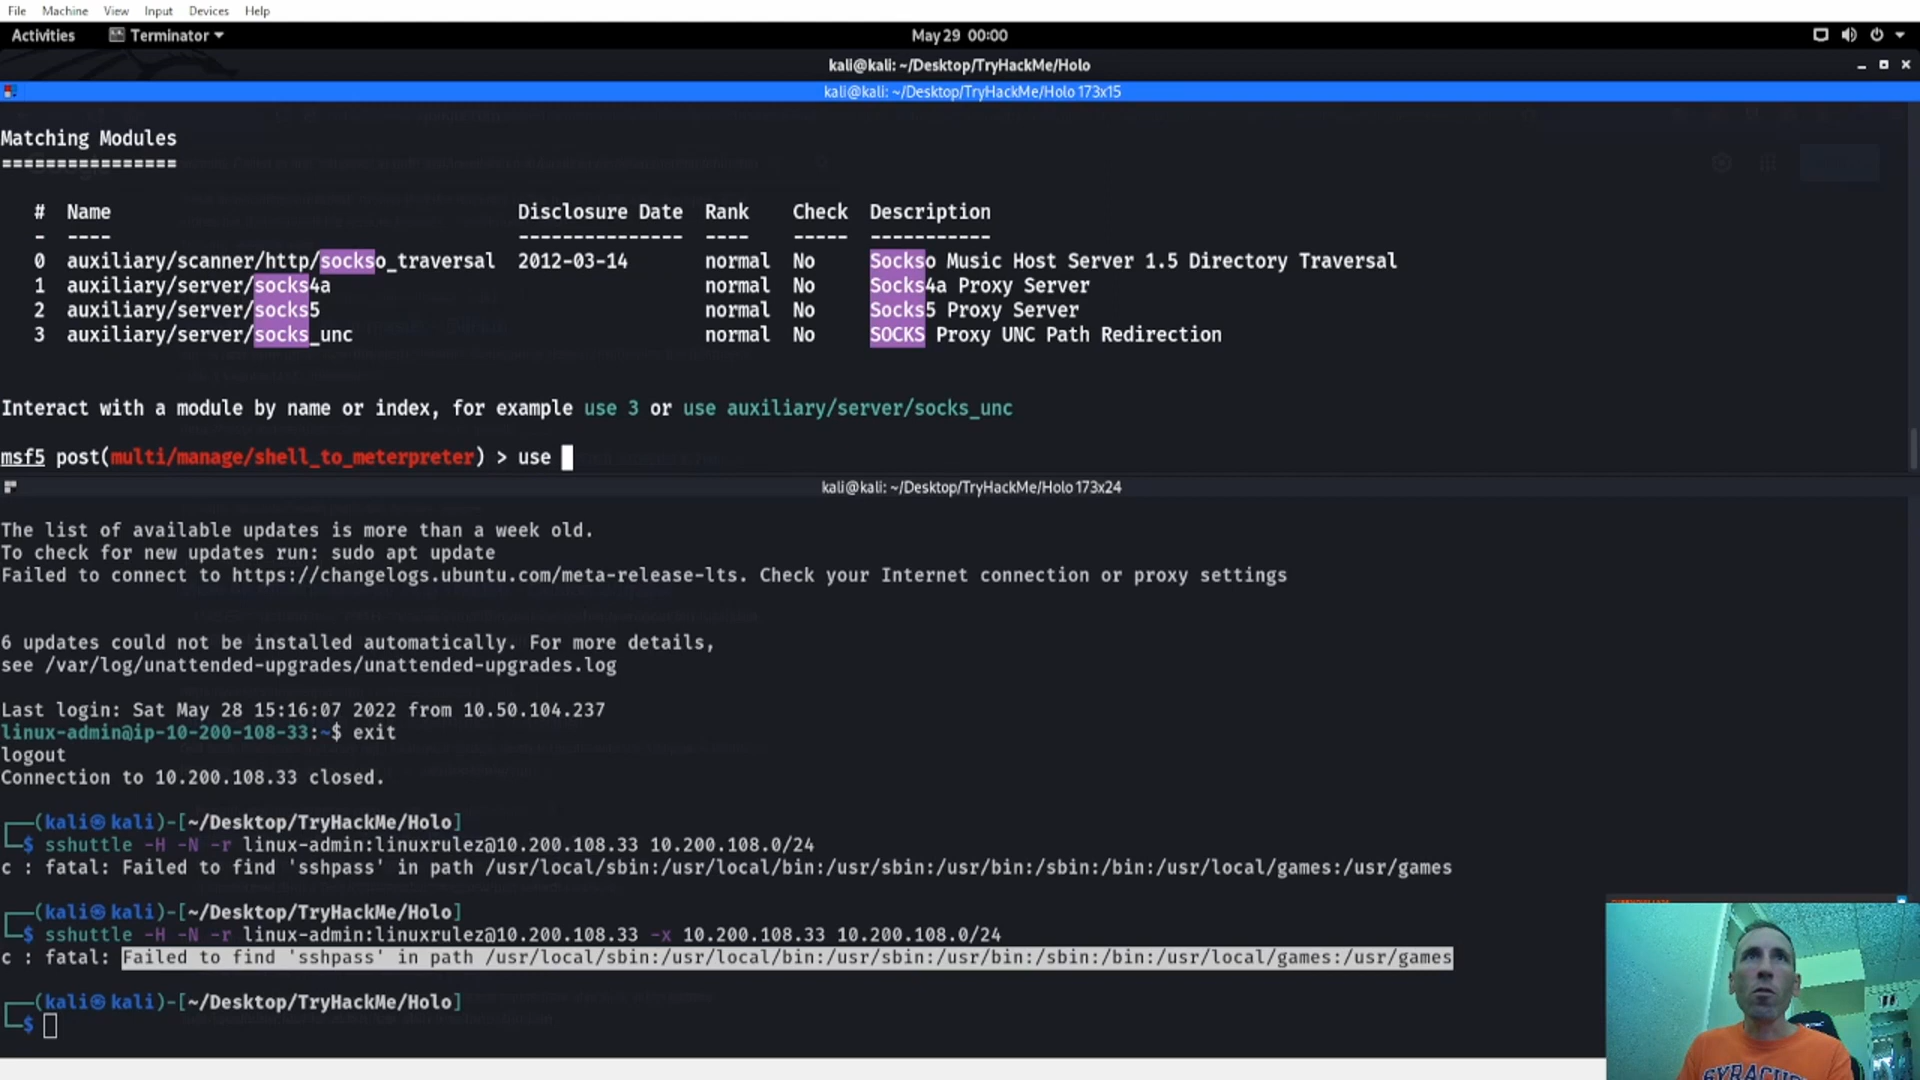 File Machine View Input Devices Help
Activities Terminator May 29 00:00
kali@kali: ~/Desktop/TryHackMe/Holo
kali@kali: ~/Desktop/TryHackMe/Holo 173x15
Matching Modules
================
# Name Disclosure Date Rank Check Description
- ---- --------------- ---- ----- -----------
0 auxiliary/scanner/http/sockso_traversal 2012-03-14 normal No Sockso Music Host Server 1.5 Directory Traversal
1 auxiliary/server/socks4a normal No Socks4a Proxy Server
2 auxiliary/server/socks5 normal No Socks5 Proxy Server
3 auxiliary/server/socks_unc normal No SOCKS Proxy UNC Path Redirection
Interact with a module by name or index, for example use 3 or use auxiliary/server/socks_unc
msf5 post(multi/manage/shell_to_meterpreter) > use
kali@kali: ~/Desktop/TryHackMe/Holo 173x24
The list of available updates is more than a week old.
To check for new updates run: sudo apt update
Failed to connect to https://changelogs.ubuntu.com/meta-release-lts. Check your Internet connection or proxy settings
6 updates could not be installed automatically. For more details,
see /var/log/unattended-upgrades/unattended-upgrades.log
Last login: Sat May 28 15:16:07 2022 from 10.50.104.237
linux-admin@ip-10-200-108-33:~$ exit
logout
Connection to 10.200.108.33 closed.
┌──(kali㉿kali)-[~/Desktop/TryHackMe/Holo]
└─$ sshuttle -H -N -r linux-admin:linuxrulez@10.200.108.33 10.200.108.0/24
c : fatal: Failed to find 'sshpass' in path /usr/local/sbin:/usr/local/bin:/usr/sbin:/usr/bin:/sbin:/bin:/usr/local/games:/usr/games
┌──(kali㉿kali)-[~/Desktop/TryHackMe/Holo]
└─$ sshuttle -H -N -r linux-admin:linuxrulez@10.200.108.33 -x 10.200.108.33 10.200.108.0/24
c : fatal: Failed to find 'sshpass' in path /usr/local/sbin:/usr/local/bin:/usr/sbin:/usr/bin:/sbin:/bin:/usr/local/games:/usr/games
┌──(kali㉿kali)-[~/Desktop/TryHackMe/Holo]
└─$
SYRACUS